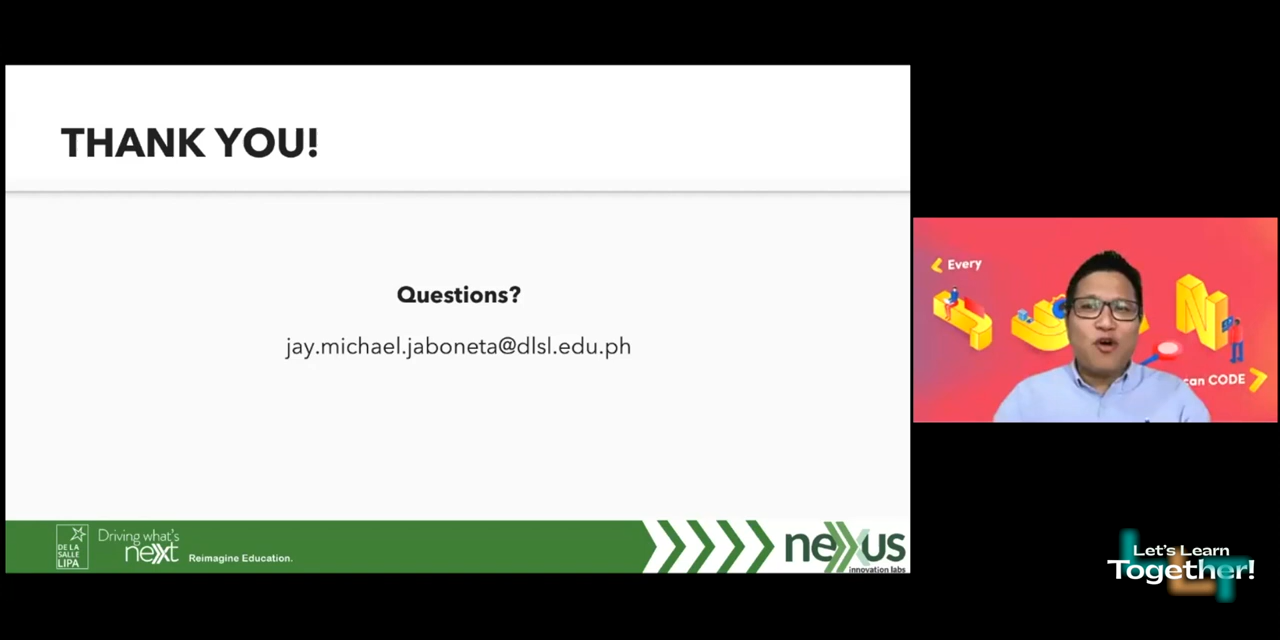 THANK YOU!
Questions?
jay.michael.jaboneta@dlsl.edu.ph
DE LA
SALLE
LIPA
Driving what's
next
Reimagine Education.
nexus
innovation labs
Every
N
can CODE
Let's Learn
Together!